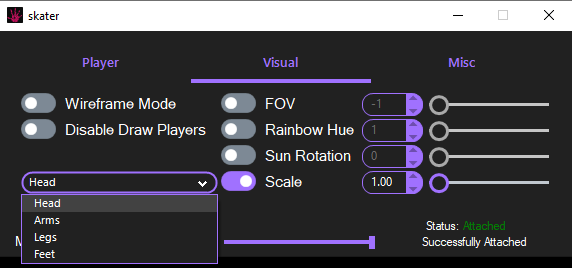 skater
Player Visual Misc
Wireframe Mode FOV -1
Disable Draw Players Rainbow Hue 1
Sun Rotation 0
Head Scale 1.00
Head
Arms
Legs
Feet
Status: Attached
Successfully Attached